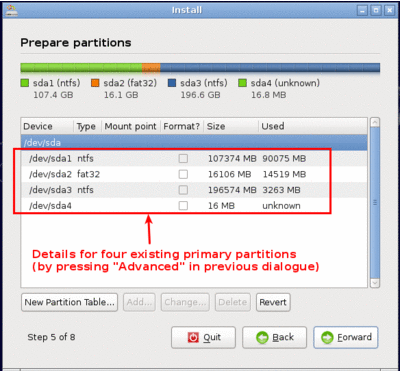 Install
Prepare partitions
sda1 (ntfs) sda2 (fat32) sda3 (ntfs) sda4 (unknown)
107.4 GB 16.1 GB 196.6 GB 16.8 MB
Device Type Mount point Format? Size Used
/dev/sda
/dev/sda1 ntfs 107374 MB 90075 MB
/dev/sda2 fat32 16106 MB 14519 MB
/dev/sda3 ntfs 196574 MB 3263 MB
/dev/sda4 16 MB unknown
Details for four existing primary partitions
(by pressing "Advanced" in previous dialogue)
New Partition Table... Add... Change... Delete Revert
Step 5 of 8 Quit Back Forward